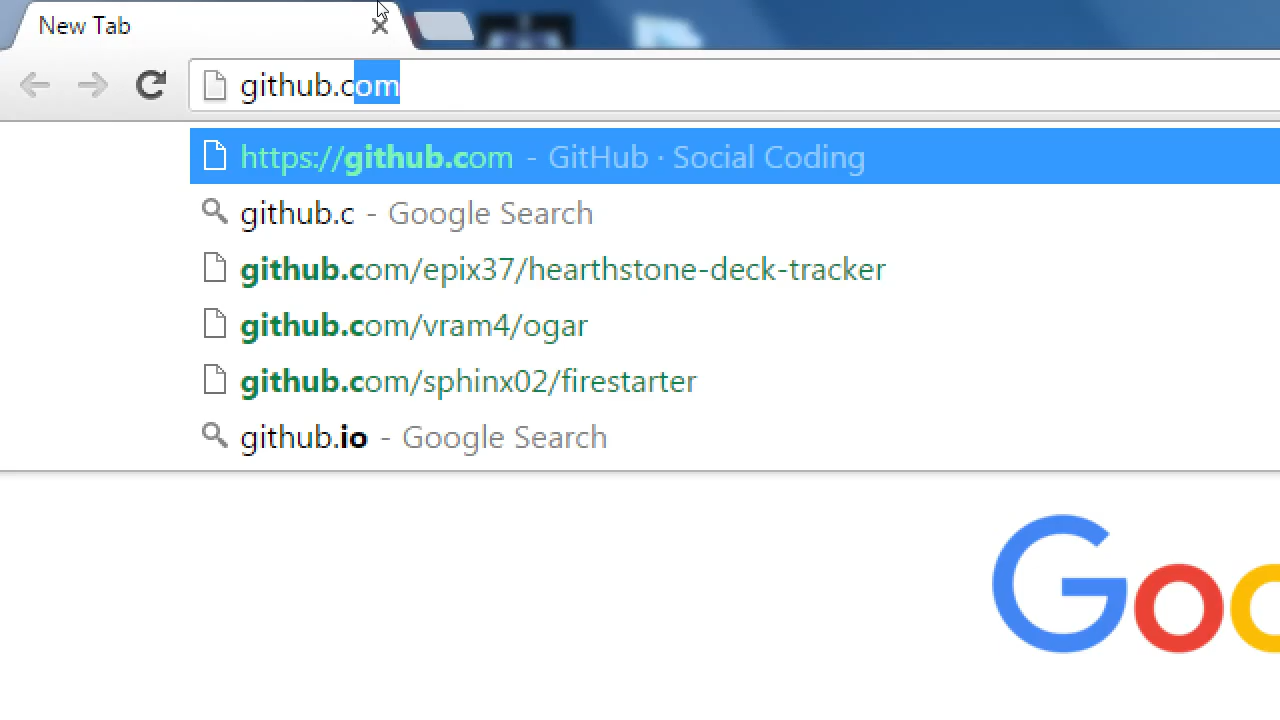 New Tab
github.com
https://github.com - GitHub · Social Coding
github.c - Google Search
github.com/epix37/hearthstone-deck-tracker
github.com/vram4/ogar
github.com/sphinx02/firestarter
github.io - Google Search
Goo